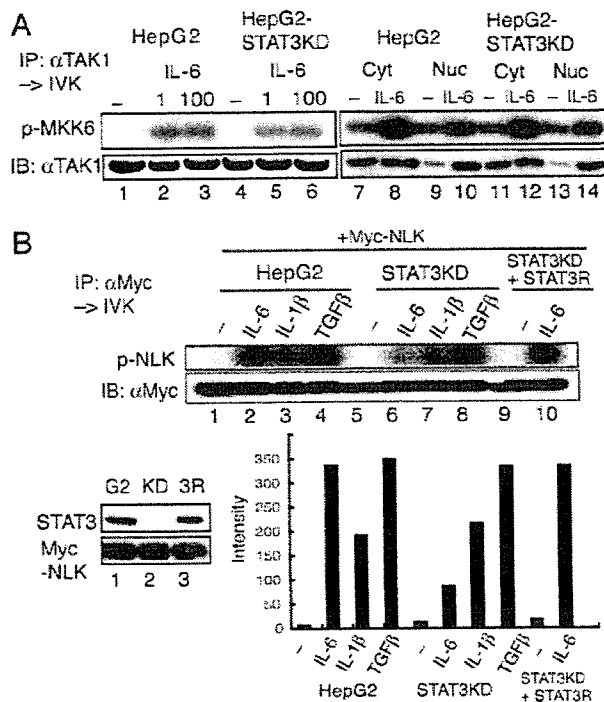 A
HepG2
HepG2-
STAT3KD
HepG2
HepG2-
STAT3KD
IP: αTAK1
–> IVK
IL-6
IL-6
Cyt Nuc Cyt Nuc
– 1 100 – 1 100
– IL-6 – IL-6 – IL-6 – IL-6
p-MKK6
IB: αTAK1
1 2 3 4 5 6 7 8 9 10 11 12 13 14
B
+Myc-NLK
IP: αMyc
–> IVK
HepG2
STAT3KD
STAT3KD
+ STAT3R
– IL-6 IL-1β TGFβ – IL-6 IL-1β TGFβ – IL-6
p-NLK
IB: αMyc
1 2 3 4 5 6 7 8 9 10
G2 KD 3R
STAT3
Myc
-NLK
1 2 3
Intensity
350
300
250
200
150
100
50
0
– IL-6 IL-1β TGFβ – IL-6 IL-1β TGFβ – IL-6
HepG2
STAT3KD
STAT3KD
+ STAT3R